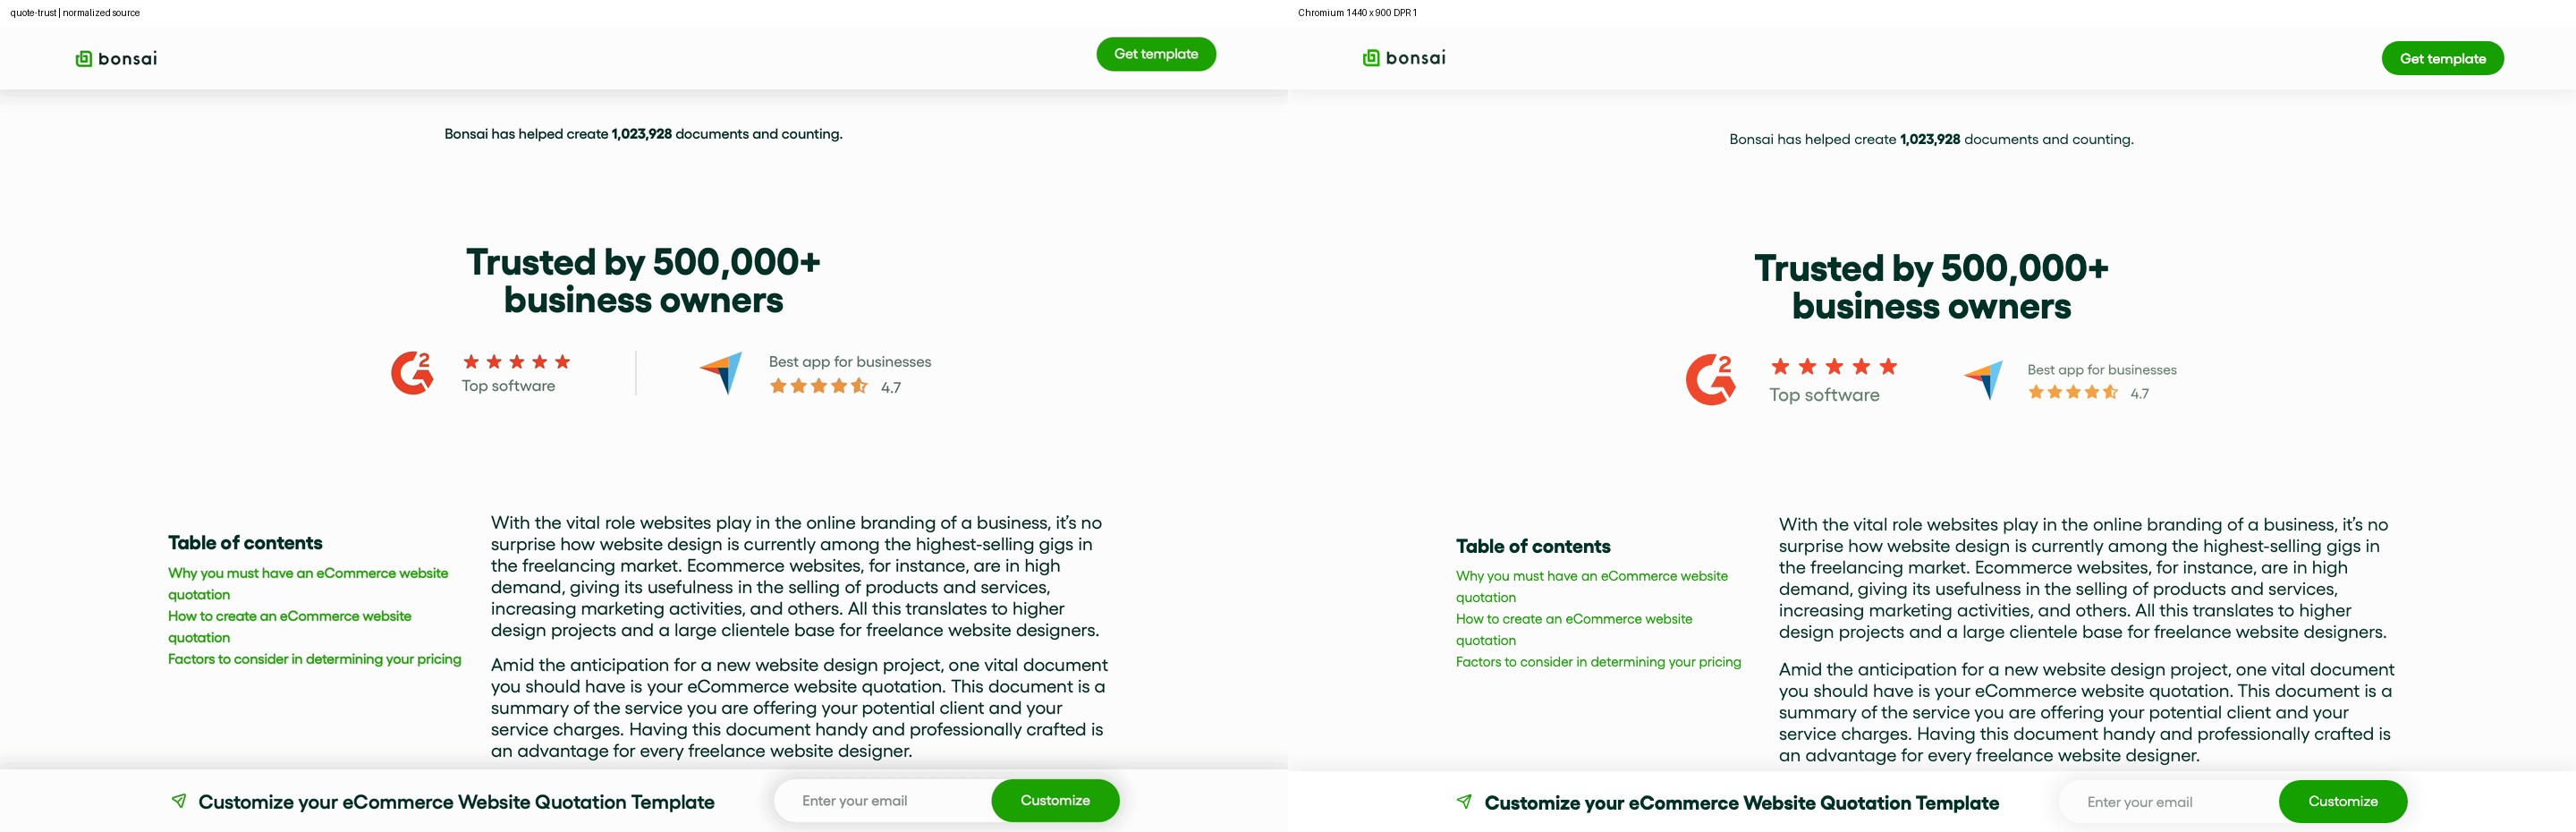 quote-trust | normalized source
bonsai
Get template
Bonsai has helped create 1,023,928 documents and counting.
Trusted by 500,000+
business owners
G2
Top software
Best app for businesses
4.7
Table of contents
Why you must have an eCommerce website
quotation
How to create an eCommerce website
quotation
Factors to consider in determining your pricing
With the vital role websites play in the online branding of a business, it's no
surprise how website design is currently among the highest-selling gigs in
the freelancing market. Ecommerce websites, for instance, are in high
demand, giving its usefulness in the selling of products and services,
increasing marketing activities, and others. All this translates to higher
design projects and a large clientele base for freelance website designers.
Amid the anticipation for a new website design project, one vital document
you should have is your eCommerce website quotation. This document is a
summary of the service you are offering your potential client and your
service charges. Having this document handy and professionally crafted is
an advantage for every freelance website designer.
Customize your eCommerce Website Quotation Template
Enter your email
Customize
Chromium 1440 x 900 DPR 1
bonsai
Get template
Bonsai has helped create 1,023,928 documents and counting.
Trusted by 500,000+
business owners
G2
Top software
Best app for businesses
4.7
Table of contents
Why you must have an eCommerce website
quotation
How to create an eCommerce website
quotation
Factors to consider in determining your pricing
With the vital role websites play in the online branding of a business, it's no
surprise how website design is currently among the highest-selling gigs in
the freelancing market. Ecommerce websites, for instance, are in high
demand, giving its usefulness in the selling of products and services,
increasing marketing activities, and others. All this translates to higher
design projects and a large clientele base for freelance website designers.
Amid the anticipation for a new website design project, one vital document
you should have is your eCommerce website quotation. This document is a
summary of the service you are offering your potential client and your
service charges. Having this document handy and professionally crafted is
an advantage for every freelance website designer.
Customize your eCommerce Website Quotation Template
Enter your email
Customize